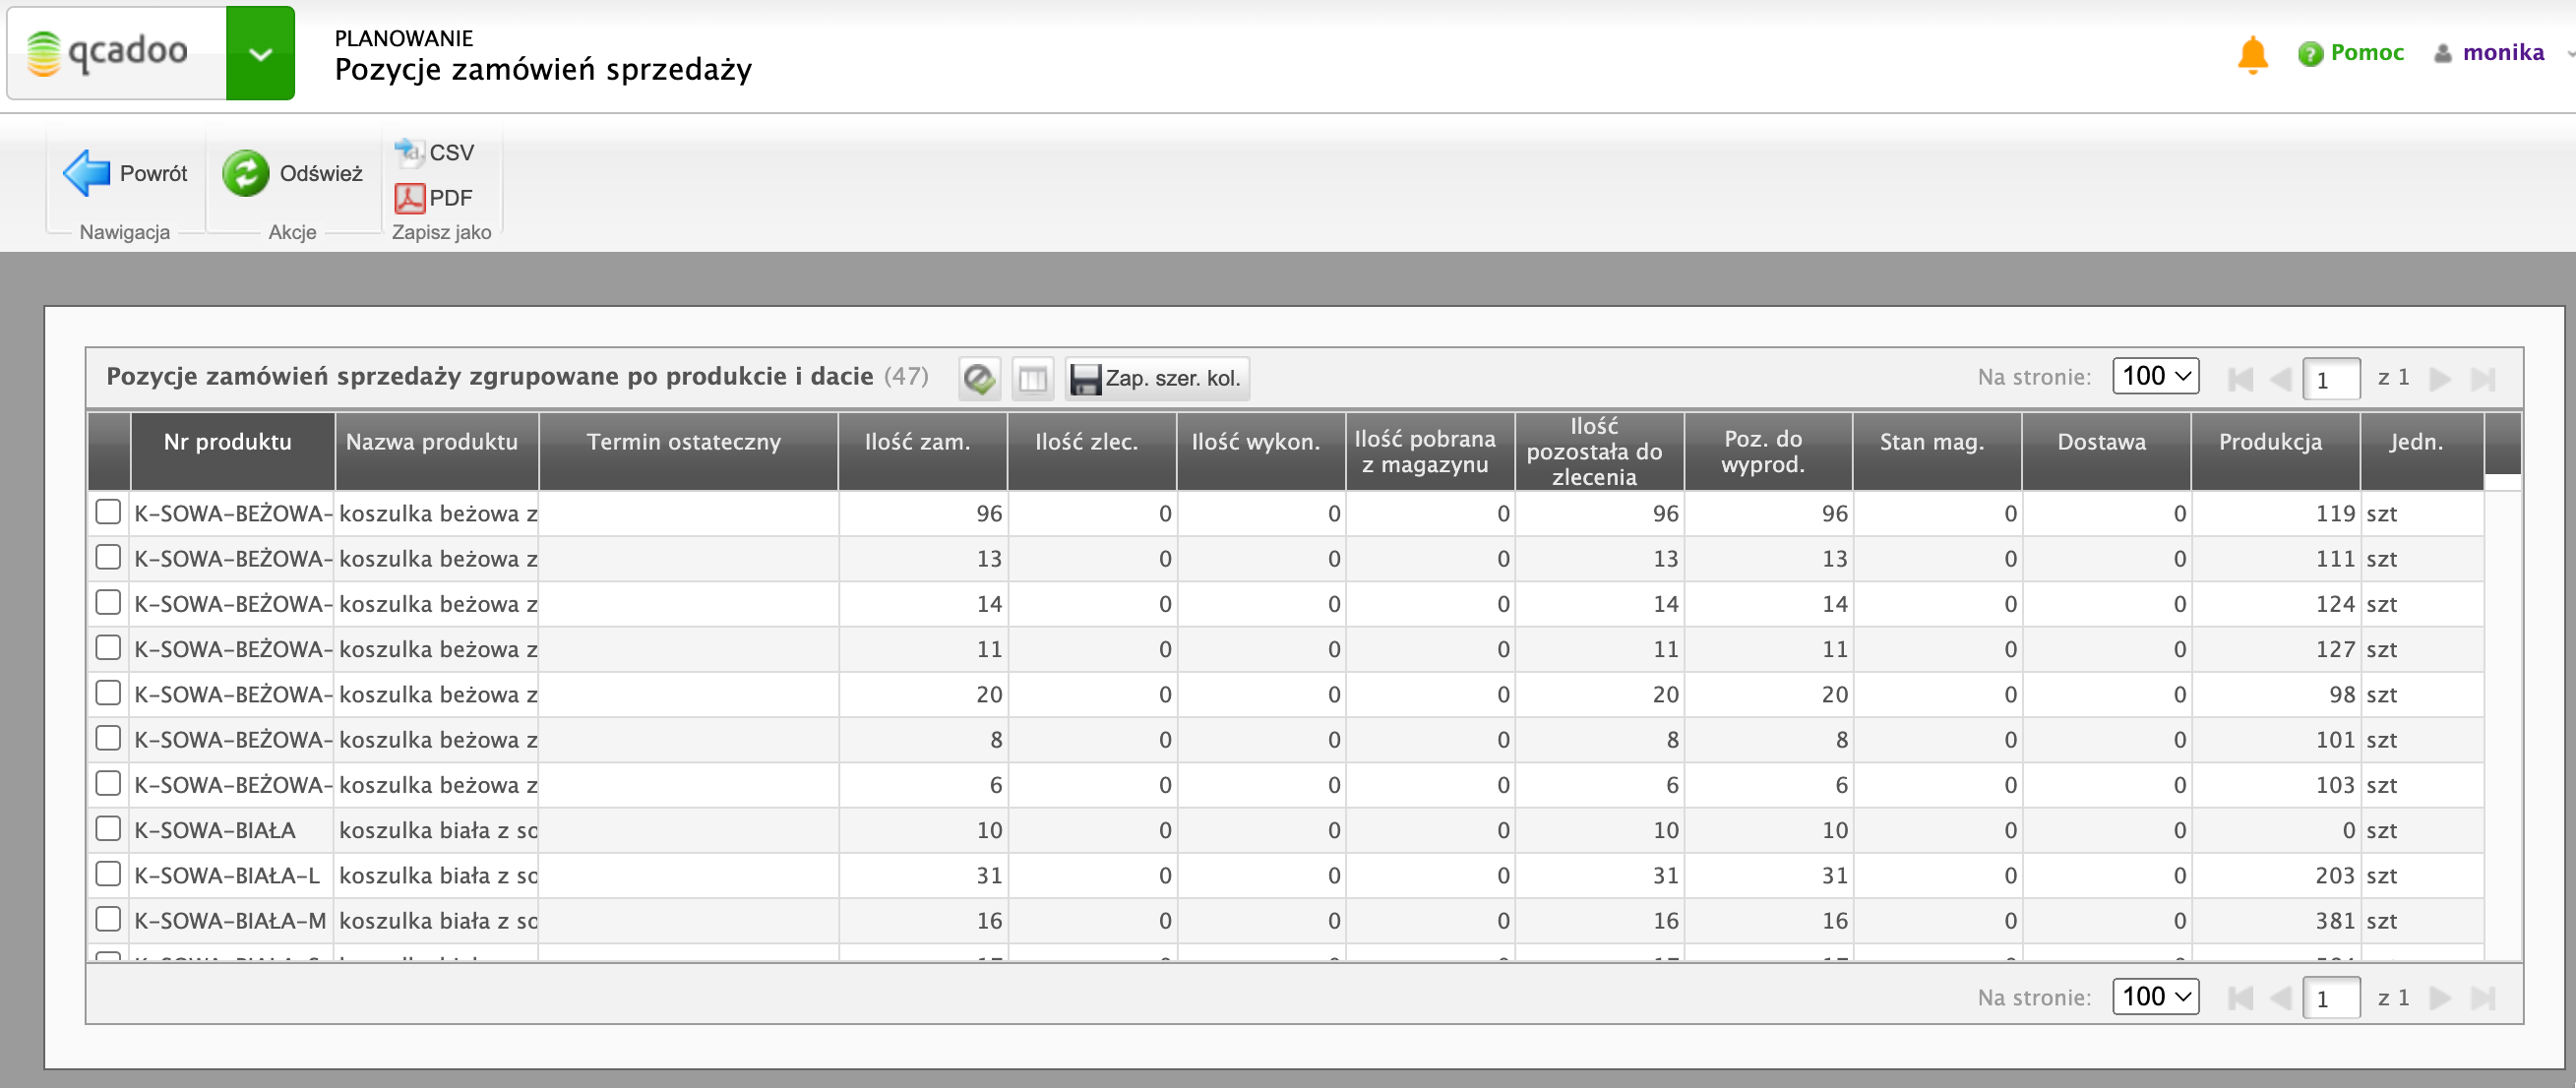 qcadoo
PLANOWANIE
Pozycje zamówień sprzedaży
Pomoc monika
Powrót
Nawigacja
Odśwież
Akcje
CSV
PDF
Zapisz jako
Pozycje zamówień sprzedaży zgrupowane po produkcie i dacie (47) Zap. szer. kol. Na stronie: 100 1 z 1
Nr produktu Nazwa produktu Termin ostateczny Ilość zam. Ilość zlec. Ilość wykon. Ilość pobrana z magazynu Ilość pozostała do zlecenia Poz. do wyprod. Stan mag. Dostawa Produkcja Jedn.
K-SOWA-BEŻOWA- koszulka beżowa z 96 0 0 0 96 96 0 0 119 szt
K-SOWA-BEŻOWA- koszulka beżowa z 13 0 0 0 13 13 0 0 111 szt
K-SOWA-BEŻOWA- koszulka beżowa z 14 0 0 0 14 14 0 0 124 szt
K-SOWA-BEŻOWA- koszulka beżowa z 11 0 0 0 11 11 0 0 127 szt
K-SOWA-BEŻOWA- koszulka beżowa z 20 0 0 0 20 20 0 0 98 szt
K-SOWA-BEŻOWA- koszulka beżowa z 8 0 0 0 8 8 0 0 101 szt
K-SOWA-BEŻOWA- koszulka beżowa z 6 0 0 0 6 6 0 0 103 szt
K-SOWA-BIAŁA koszulka biała z so 10 0 0 0 10 10 0 0 0 szt
K-SOWA-BIAŁA-L koszulka biała z so 31 0 0 0 31 31 0 0 203 szt
K-SOWA-BIAŁA-M koszulka biała z so 16 0 0 0 16 16 0 0 381 szt
Na stronie: 100 1 z 1